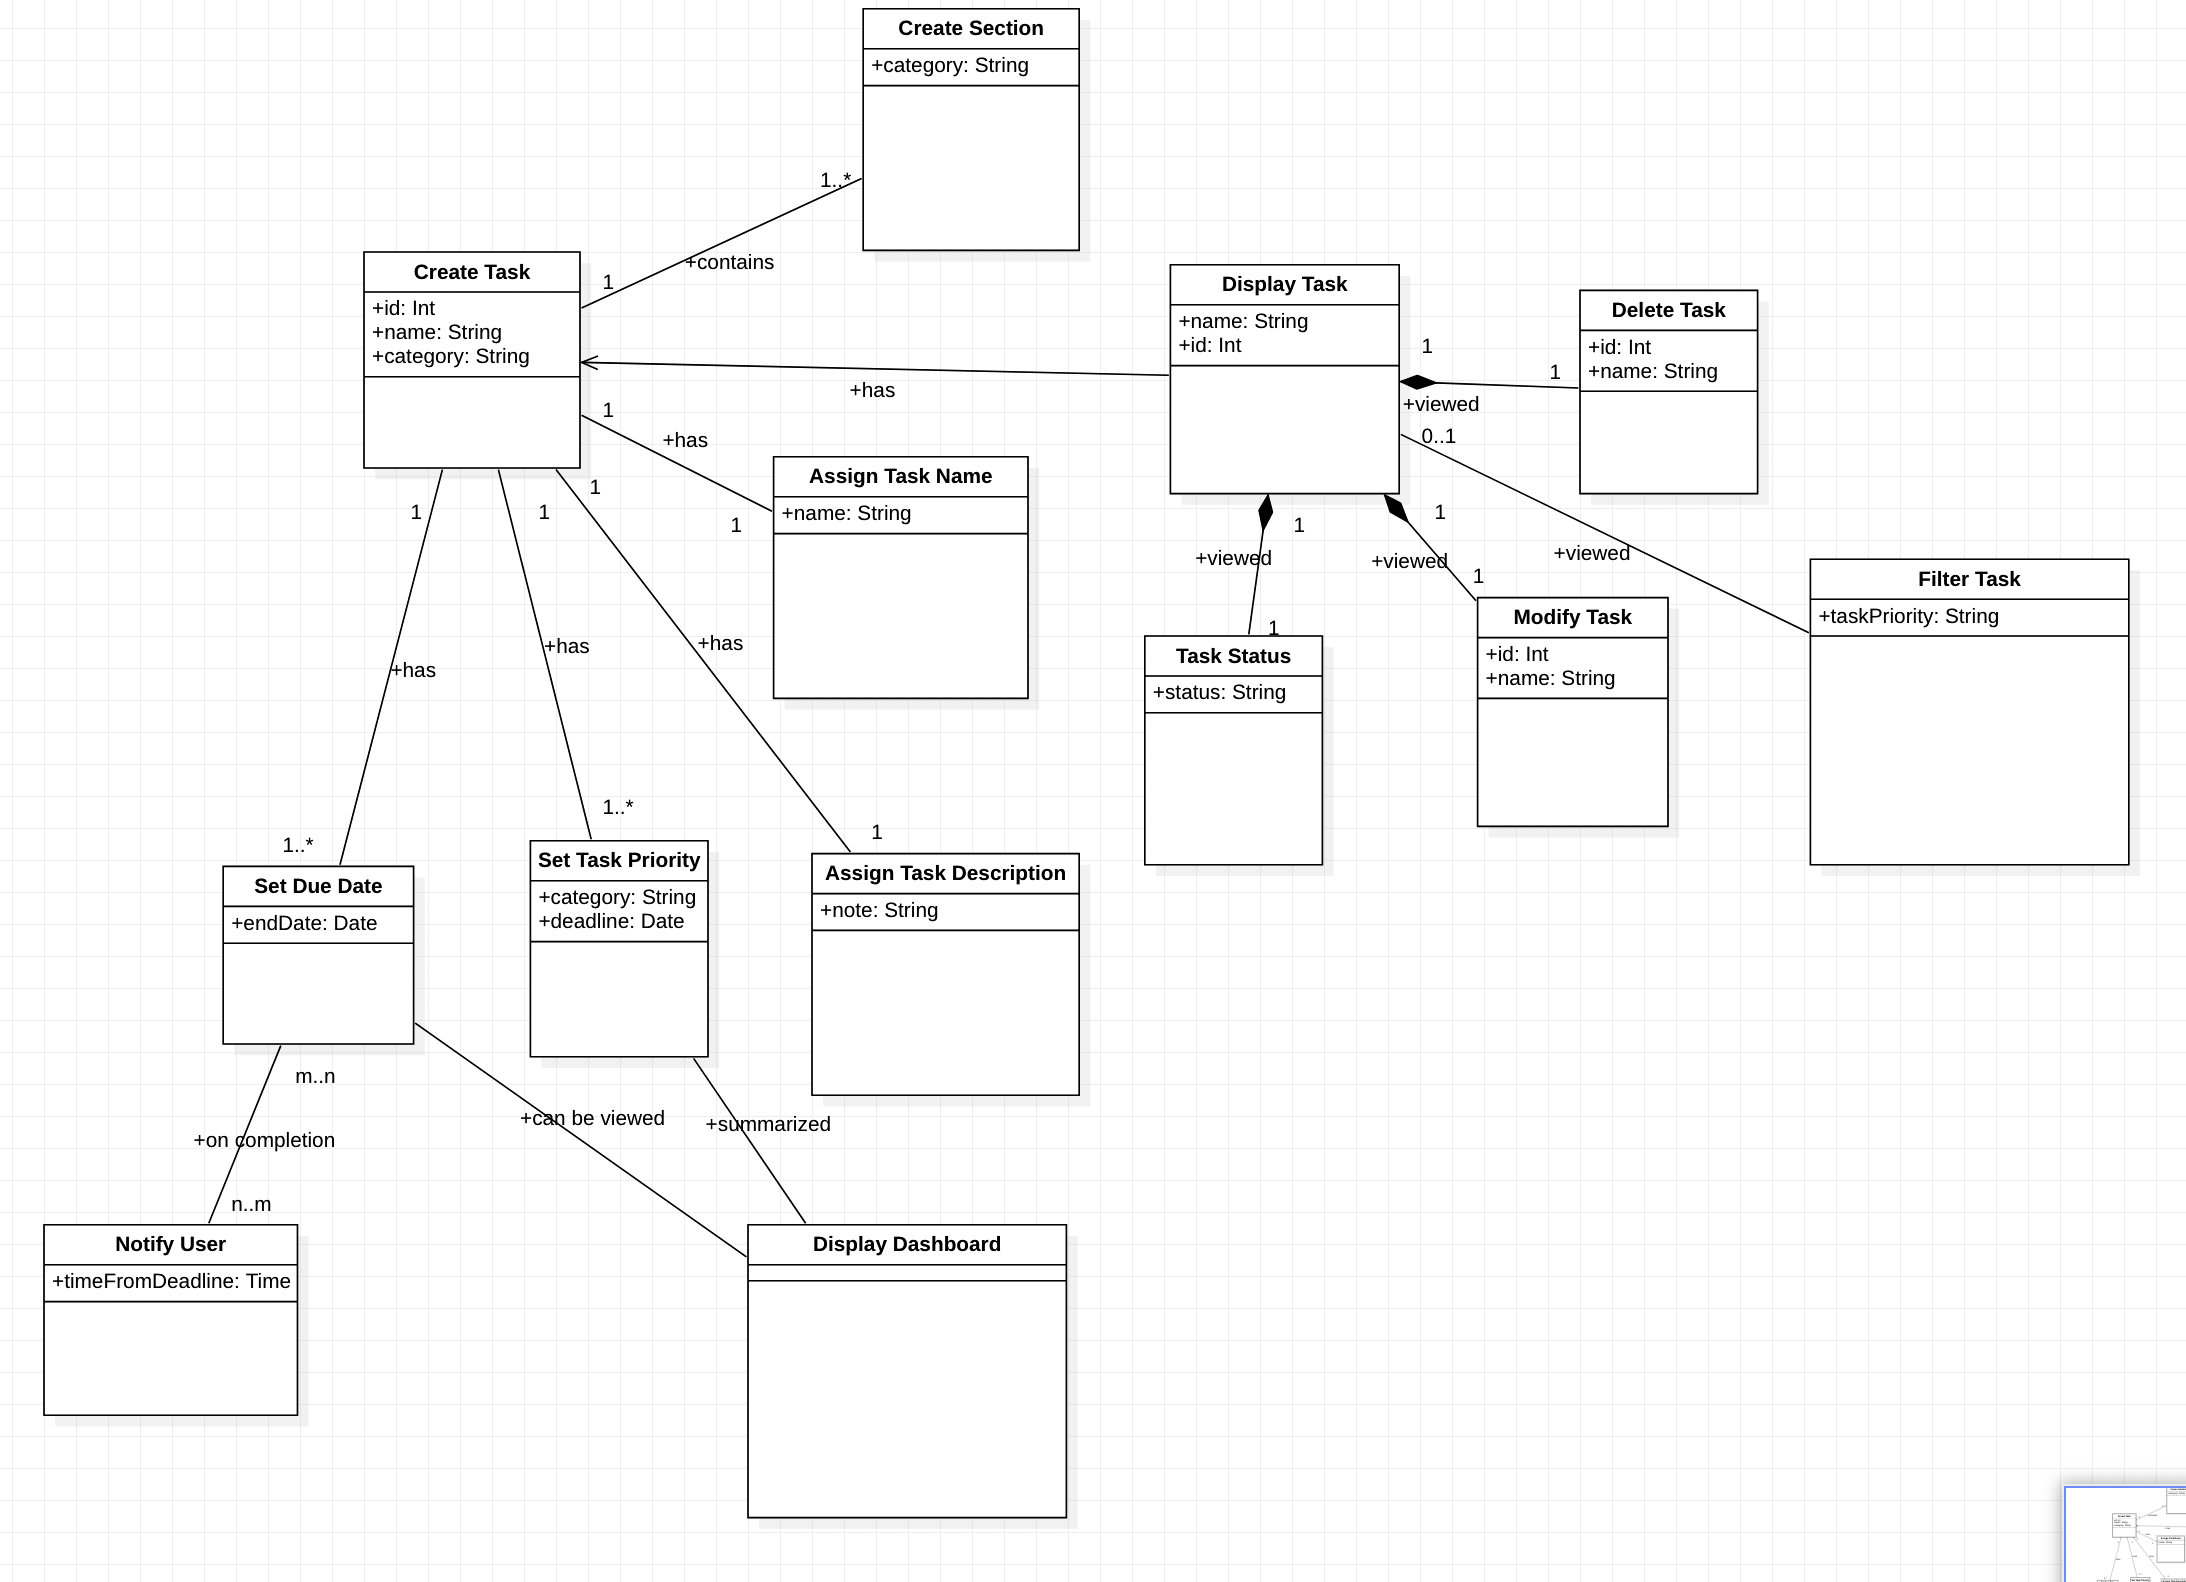 Create Section
+category: String
1..*
+contains
1
Create Task
+id: Int
+name: String
+category: String
Display Task
+name: String
+id: Int
Delete Task
+id: Int
+name: String
1
1
+viewed
+has
0..1
1
+has
1
Assign Task Name
+name: String
1
1
1
1
1
+viewed
+viewed
1
+viewed
Filter Task
+taskPriority: String
Modify Task
+id: Int
+name: String
1
Task Status
+status: String
+has
+has
+has
1..*
1..*
1
Set Due Date
+endDate: Date
Set Task Priority
+category: String
+deadline: Date
Assign Task Description
+note: String
m..n
+on completion
n..m
+can be viewed
+summarized
Notify User
+timeFromDeadline: Time
Display Dashboard